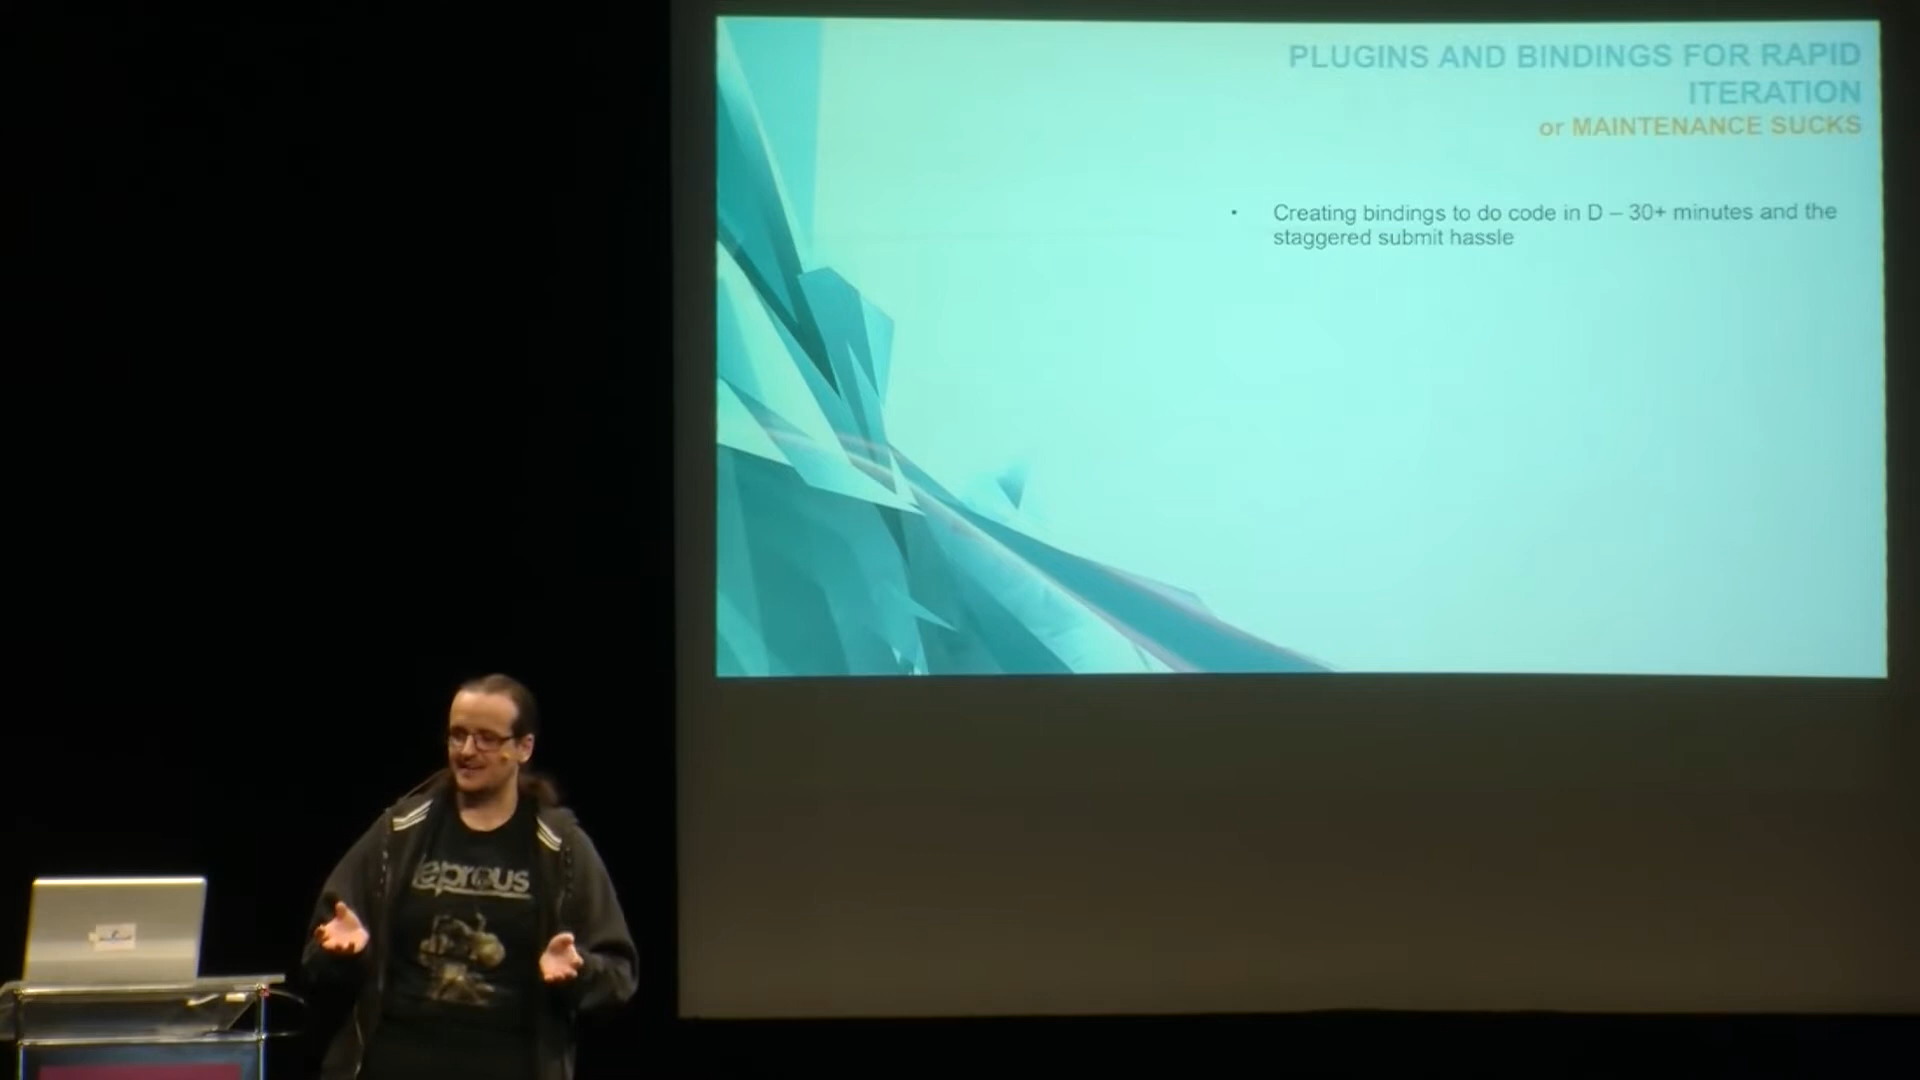 PLUGINS AND BINDINGS FOR RAPID
ITERATION
or MAINTENANCE SUCKS
• Creating bindings to do code in D – 30+ minutes and the
staggered submit hassle
leprous